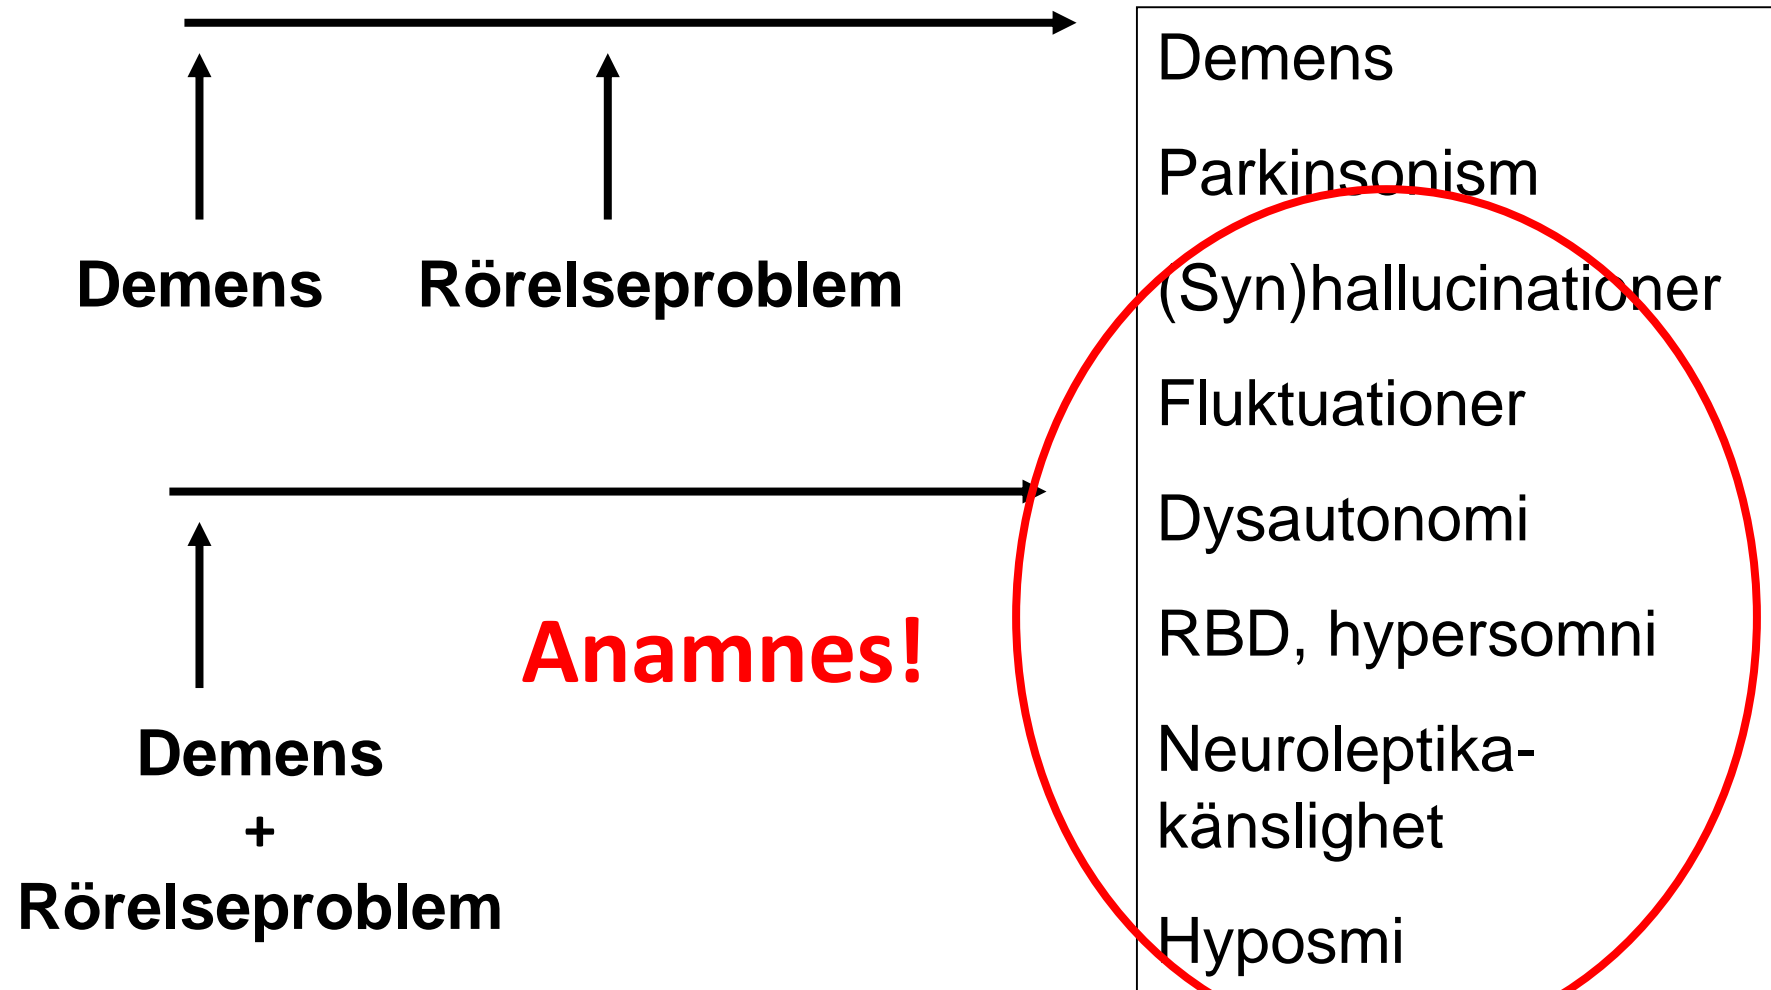 Demens
Rörelseproblem
Anamnes!
Demens
+
Rörelseproblem
Demens
Parkinsonism
(Syn)hallucinationer
Fluktuationer
Dysautonomi
RBD, hypersomni
Neuroleptika-
känslighet
Hyposmi